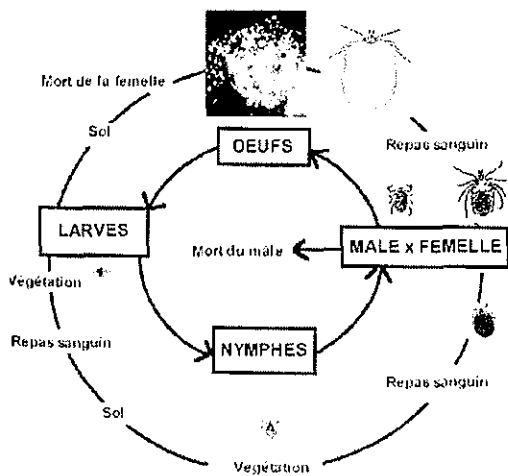 Mort de la femelle
Sol
OEUFS
Repas sanguin
LARVES
Mort du mâle
MALE x FEMELLE
Végétation
Repas sanguin
NYMPHES
Repas sanguin
Sol
Végétation